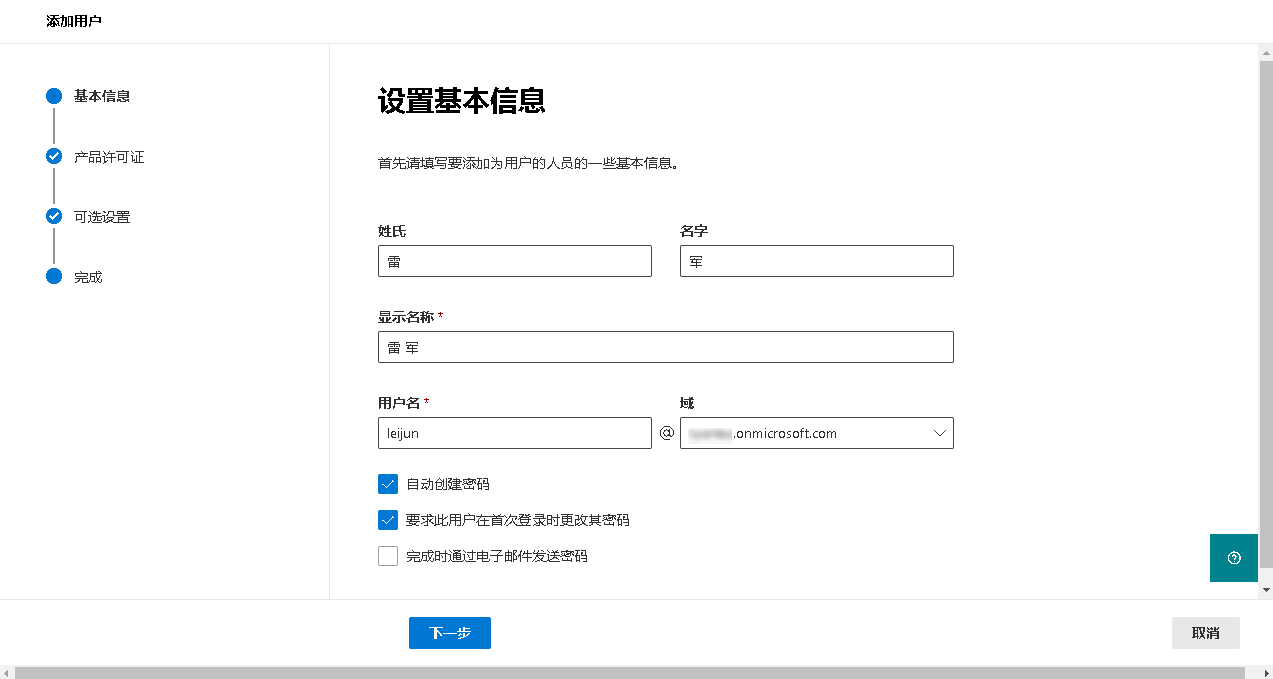 添加用户
基本信息
产品许可证
可选设置
完成
设置基本信息
首先请填写要添加为用户的人员的一些基本信息。
姓氏 名字
雷 军
显示名称 *
雷 军
用户名 * 域
leijun @ .onmicrosoft.com
自动创建密码
要求此用户在首次登录时更改其密码
完成时通过电子邮件发送密码
下一步 取消